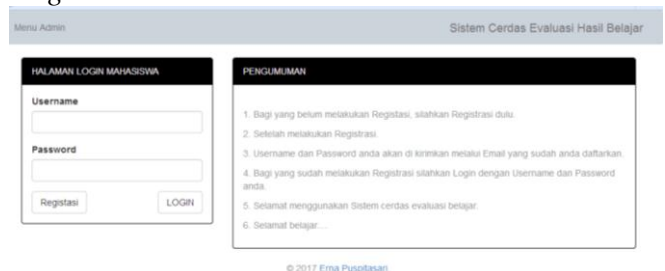 Menu Admin
Sistem Cerdas Evaluasi Hasil Belajar
HALAMAN LOGIN MAHASISWA
Username
Password
Registasi
LOGIN
PENGUMUMAN
1. Bagi yang belum melakukan Registasi, silahkan Registrasi dulu.
2. Setelah melakukan Registrasi.
3. Username dan Password anda akan di kirimkan melalui Email yang sudah anda daftarkan.
4. Bagi yang sudah melakukan Registrasi silahkan Login dengan Username dan Password
anda.
5. Selamat menggunakan Sistem cerdas evaluasi belajar.
6. Selamat belajar....
© 2017 Erna Puspitasari